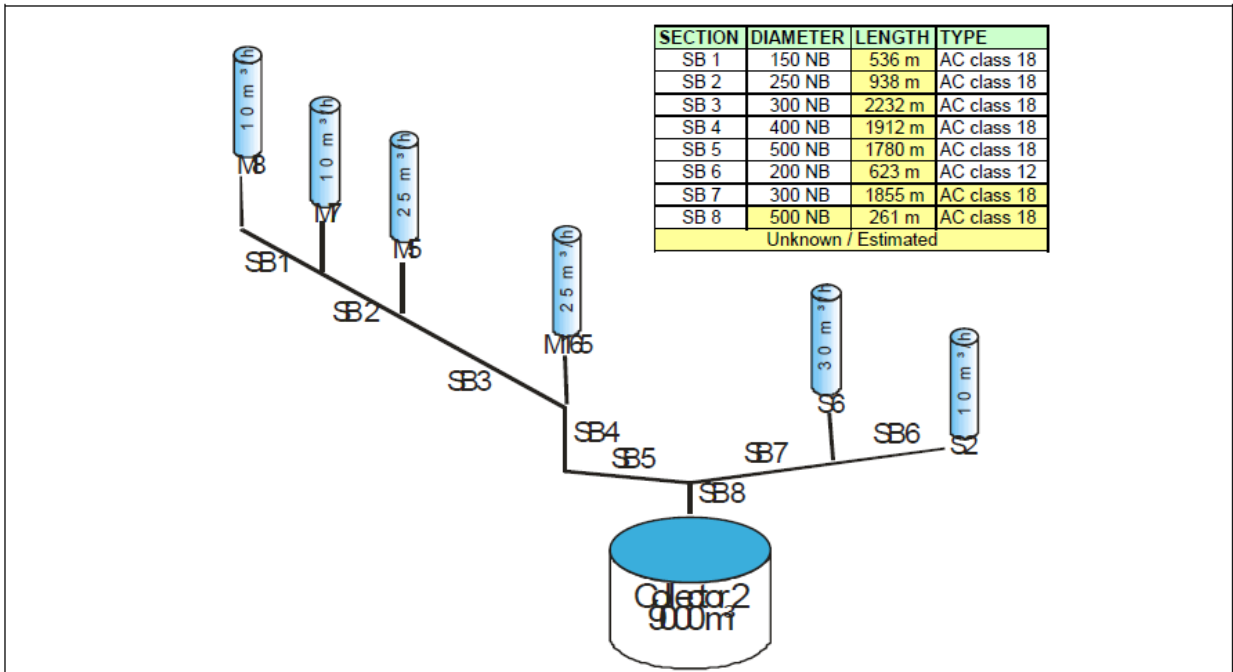 SECTION DIAMETER LENGTH TYPE
SB 1 150 NB 536 m AC class 18
SB 2 250 NB 938 m AC class 18
SB 3 300 NB 2232 m AC class 18
SB 4 400 NB 1912 m AC class 18
SB 5 500 NB 1780 m AC class 18
SB 6 200 NB 623 m AC class 12
SB 7 300 NB 1855 m AC class 18
SB 8 500 NB 261 m AC class 18
Unknown / Estimated
10 m³/h
M8
10 m³/h
M7
25 m³/h
M5
25 m³/h
M165
30 m³/h
S6
10 m³/h
S2
SB1
SB2
SB3
SB4
SB5
SB7
SB6
SB8
Collector 2
9000 m³